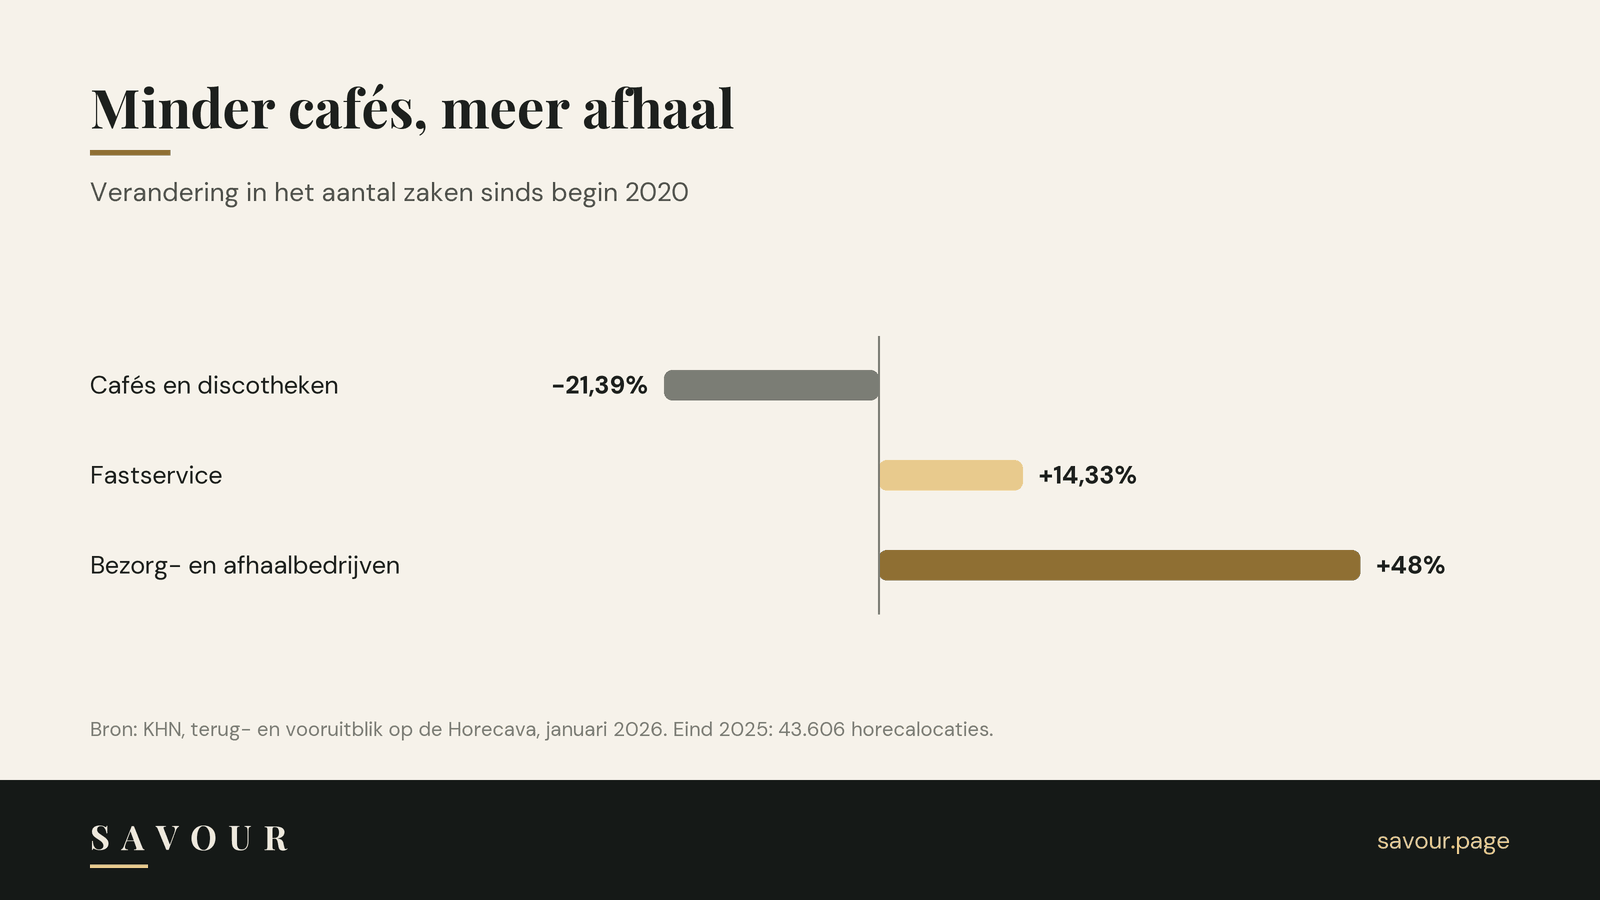 Minder cafés, meer afhaal
Verandering in het aantal zaken sinds begin 2020
Cafés en discotheken -21,39%
Fastservice +14,33%
Bezorg- en afhaalbedrijven +48%
Bron: KHN, terug- en vooruitblik op de Horecava, januari 2026. Eind 2025: 43.606 horecalocaties.
SAVOUR
savour.page